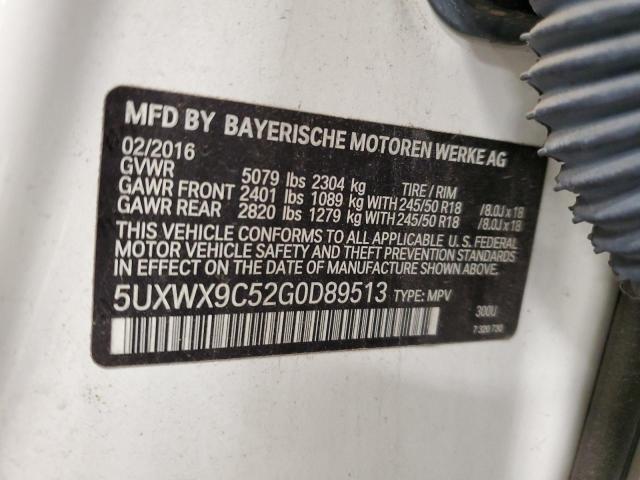 MFD BY BAYERISCHE MOTOREN WERKE AG
02/2016
GVWR 5079 lbs 2304 kg TIRE / RIM
GAWR FRONT 2401 lbs 1089 kg WITH 245/50 R18 /8.0J x 18
GAWR REAR 2820 lbs 1279 kg WITH 245/50 R18 /8.0J x 18
THIS VEHICLE CONFORMS TO ALL APPLICABLE U.S. FEDERAL
MOTOR VEHICLE SAFETY AND THEFT PREVENTION STANDARDS
IN EFFECT ON THE DATE OF MANUFACTURE SHOWN ABOVE.
5UXWX9C52G0D89513 TYPE: MPV
300U
7 320 730